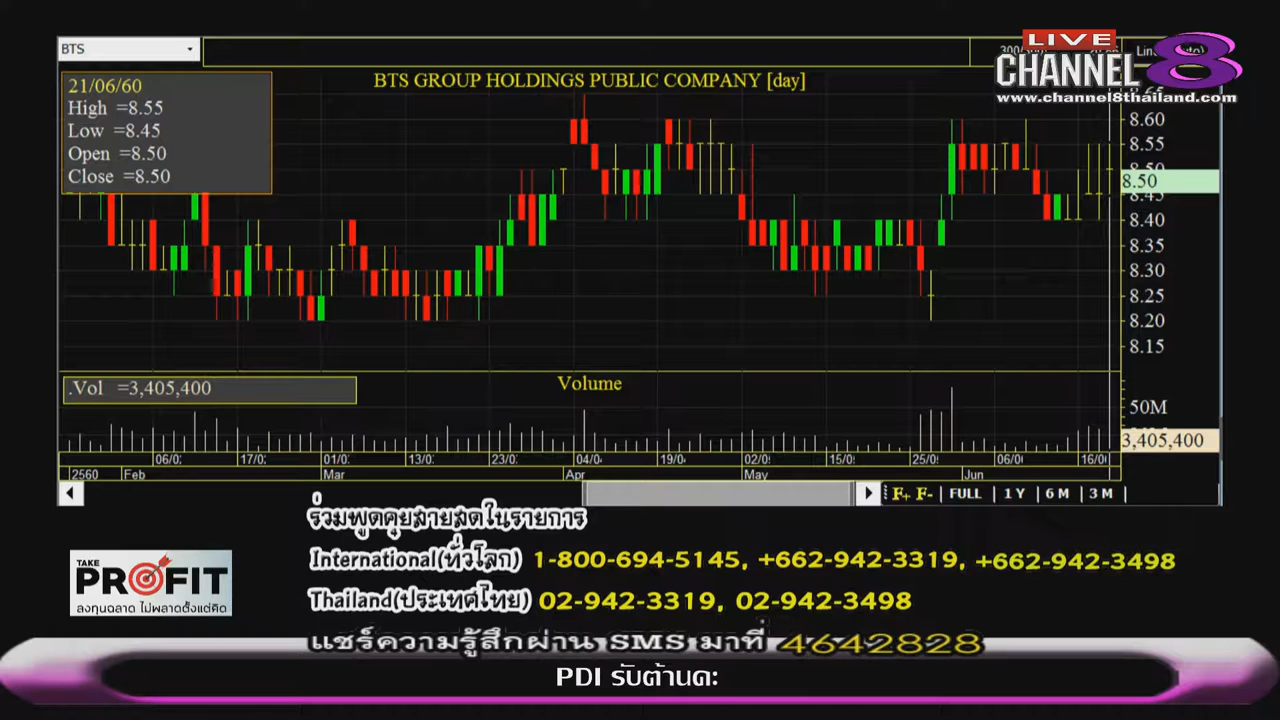 BTS
LIVE
CHANNEL 8
www.channel8thailand.com
BTS GROUP HOLDINGS PUBLIC COMPANY [day]
21/06/60
High =8.55
Low =8.45
Open =8.50
Close =8.50
8.60
8.55
8.50
8.50
8.45
8.40
8.35
8.30
8.25
8.20
8.15
.Vol =3,405,400
Volume
50M
3,405,400
06/0 17/0 01/0 13/0 23/0 04/0 19/0 02/0 15/0 25/0 06/0 16/0
2560 Feb Mar Apr May Jun
F+ F- FULL 1 Y 6 M 3 M
ร่วมพูดคุยสายสดในรายการ
International(ทั่วโลก) 1-800-694-5145, +662-942-3319, +662-942-3498
TAKE PROFIT
ลงทุนฉลาด ไม่พลาดตั้งแต่คิด
Thailand(ประเทศไทย) 02-942-3319, 02-942-3498
แชร์ความรู้สึกผ่าน SMS มาที่ 4642828
PDI รับต้านคะ